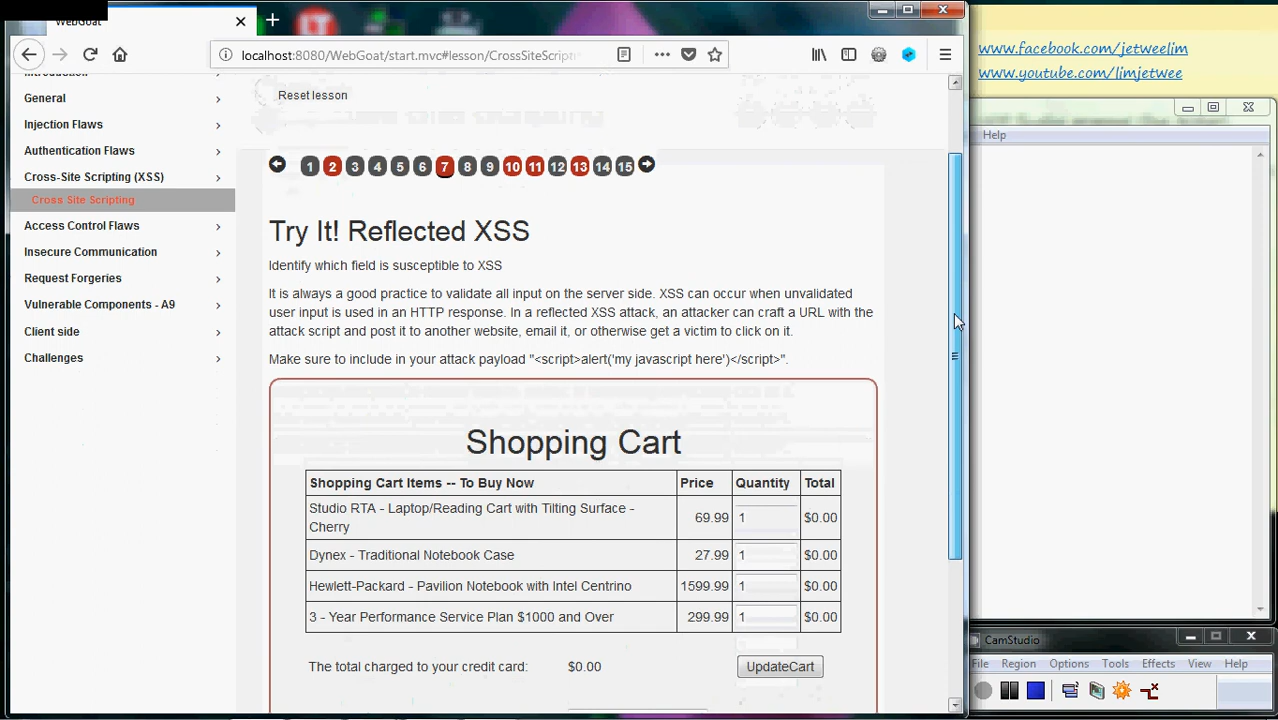 WebGoat
localhost:8080/WebGoat/start.mvc#lesson/CrossSiteScript
www.facebook.com/jetweelim
www.youtube.com/limjetwee
Introduction
General
Injection Flaws
Authentication Flaws
Cross-Site Scripting (XSS)
Cross Site Scripting
Access Control Flaws
Insecure Communication
Request Forgeries
Vulnerable Components - A9
Client side
Challenges
Reset lesson
1 2 3 4 5 6 7 8 9 10 11 12 13 14 15
Try It! Reflected XSS
Identify which field is susceptible to XSS
It is always a good practice to validate all input on the server side. XSS can occur when unvalidated
user input is used in an HTTP response. In a reflected XSS attack, an attacker can craft a URL with the
attack script and post it to another website, email it, or otherwise get a victim to click on it.
Make sure to include in your attack payload "<script>alert('my javascript here')</script>".
Shopping Cart
Shopping Cart Items -- To Buy Now Price Quantity Total
Studio RTA - Laptop/Reading Cart with Tilting Surface -
Cherry 69.99 1 $0.00
Dynex - Traditional Notebook Case 27.99 1 $0.00
Hewlett-Packard - Pavilion Notebook with Intel Centrino 1599.99 1 $0.00
3 - Year Performance Service Plan $1000 and Over 299.99 1 $0.00
The total charged to your credit card: $0.00 UpdateCart
Help
CamStudio
File Region Options Tools Effects View Help